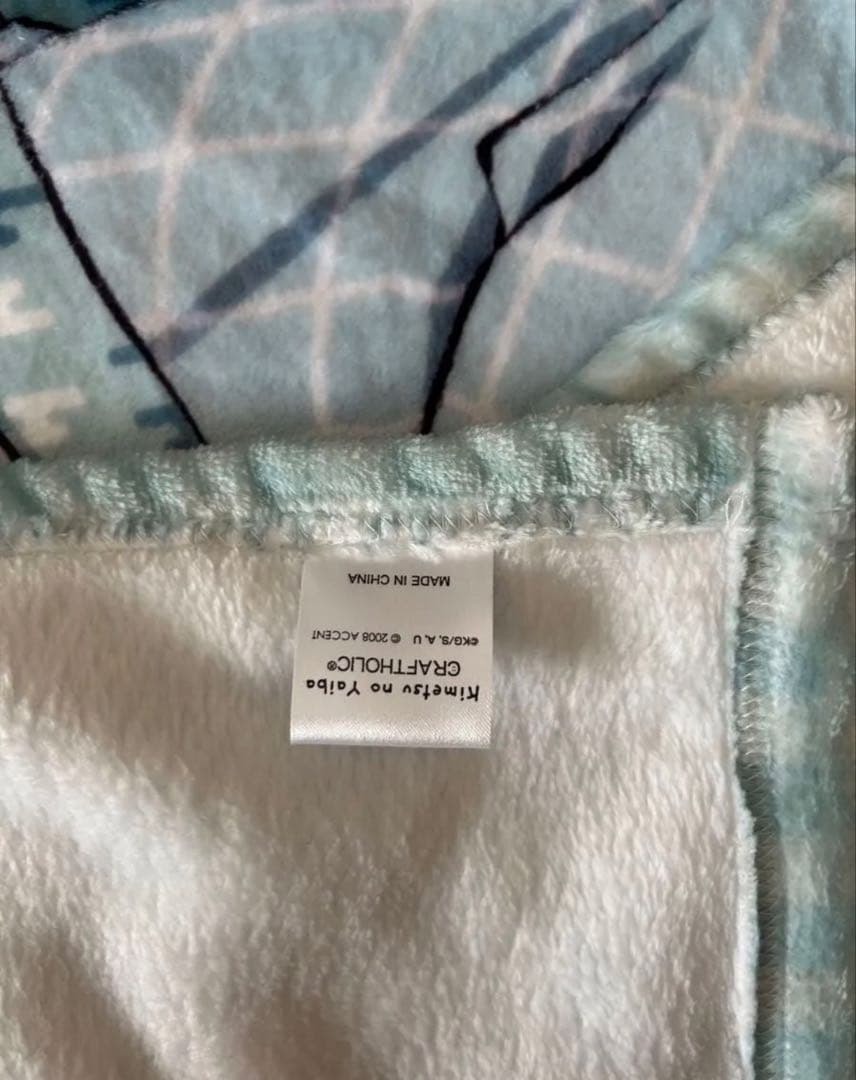 Kimetsu no Yaiba
CRAFTHOLIC®
©KG/S, A, U © 2008 ACCENT
MADE IN CHINA